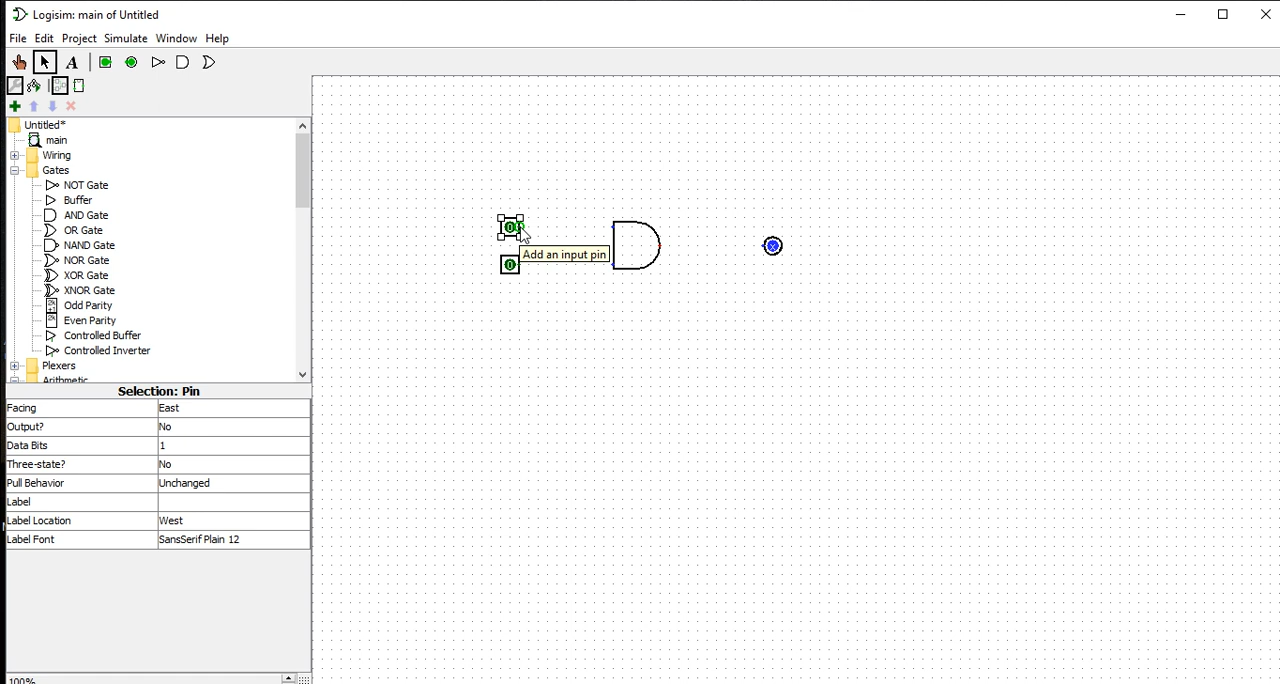 Logisim: main of Untitled
File Edit Project Simulate Window Help
A
Untitled*
main
Wiring
Gates
NOT Gate
Buffer
AND Gate
OR Gate
NAND Gate
NOR Gate
XOR Gate
XNOR Gate
Odd Parity
Even Parity
Controlled Buffer
Controlled Inverter
Plexers
Arithmetic
Selection: Pin
Facing East
Output? No
Data Bits 1
Three-state? No
Pull Behavior Unchanged
Label
Label Location West
Label Font SansSerif Plain 12
100%
0
Add an input pin
0
x